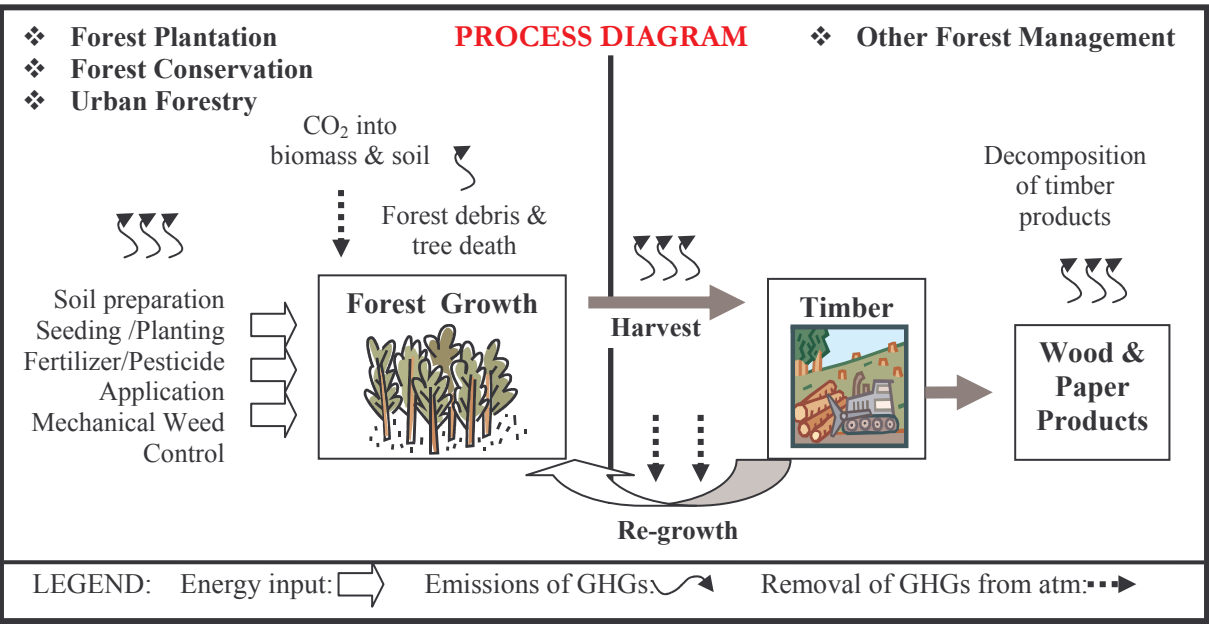 PROCESS DIAGRAM
❖ Forest Plantation
❖ Forest Conservation
❖ Urban Forestry
❖ Other Forest Management
CO₂ into
biomass & soil
Forest debris &
tree death
Soil preparation
Seeding /Planting
Fertilizer/Pesticide
Application
Mechanical Weed
Control
Forest Growth
Harvest
Re-growth
Timber
Decomposition
of timber
products
Wood &
Paper
Products
LEGEND: Energy input: Emissions of GHGs: Removal of GHGs from atm: